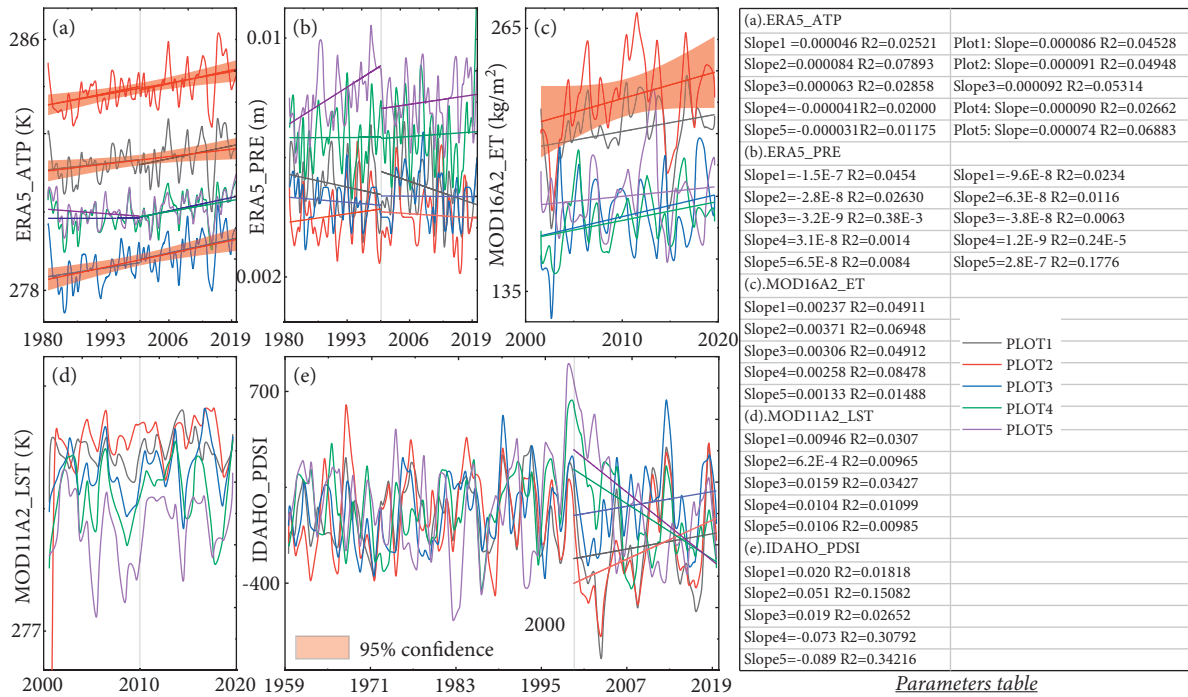 (a)
286
278
ERA5_ATP (K)
1980 1993 2006 2019
(b)
0.01
0.002
ERA5_PRE (m)
1980 1993 2006 2019
(c)
265
135
MOD16A2_ET (kg/m²)
2000 2010 2020
(d)
277
MOD11A2_LST (K)
2000 2010 2020
(e)
700
-400
IDAHO_PDSI
2000
95% confidence
1959 1971 1983 1995 2007 2019
(a).ERA5_ATP
Slope1 =0.000046 R2=0.02521 Plot1: Slope=0.000086 R2=0.04528
Slope2=0.000084 R2=0.07893 Plot2: Slope=0.000091 R2=0.04948
Slope3=0.000063 R2=0.02858 Slope3=0.000092 R2=0.05314
Slope4=-0.000041R2=0.02000 Plot4: Slope=0.000090 R2=0.02662
Slope5=-0.000031R2=0.01175 Plot5: Slope=0.000074 R2=0.06883
(b).ERA5_PRE
Slope1=-1.5E-7 R2=0.0454 Slope1=-9.6E-8 R2=0.0234
Slope2=-2.8E-8 R2=0.02630 Slope2=6.3E-8 R2=0.0116
Slope3=-3.2E-9 R2=0.38E-3 Slope3=-3.8E-8 R2=0.0063
Slope4=3.1E-8 R2=0.0014 Slope4=1.2E-9 R2=0.24E-5
Slope5=6.5E-8 R2=0.0084 Slope5=2.8E-7 R2=0.1776
(c).MOD16A2_ET
Slope1=0.00237 R2=0.04911
Slope2=0.00371 R2=0.06948
Slope3=0.00306 R2=0.04912
Slope4=0.00258 R2=0.08478
Slope5=0.00133 R2=0.01488
(d).MOD11A2_LST
Slope1=0.00946 R2=0.0307
Slope2=6.2E-4 R2=0.00965
Slope3=0.0159 R2=0.03427
Slope4=0.0104 R2=0.01099
Slope5=0.0106 R2=0.00985
(e).IDAHO_PDSI
Slope1=0.020 R2=0.01818
Slope2=0.051 R2=0.15082
Slope3=0.019 R2=0.02652
Slope4=-0.073 R2=0.30792
Slope5=-0.089 R2=0.34216
PLOT1
PLOT2
PLOT3
PLOT4
PLOT5
Parameters table